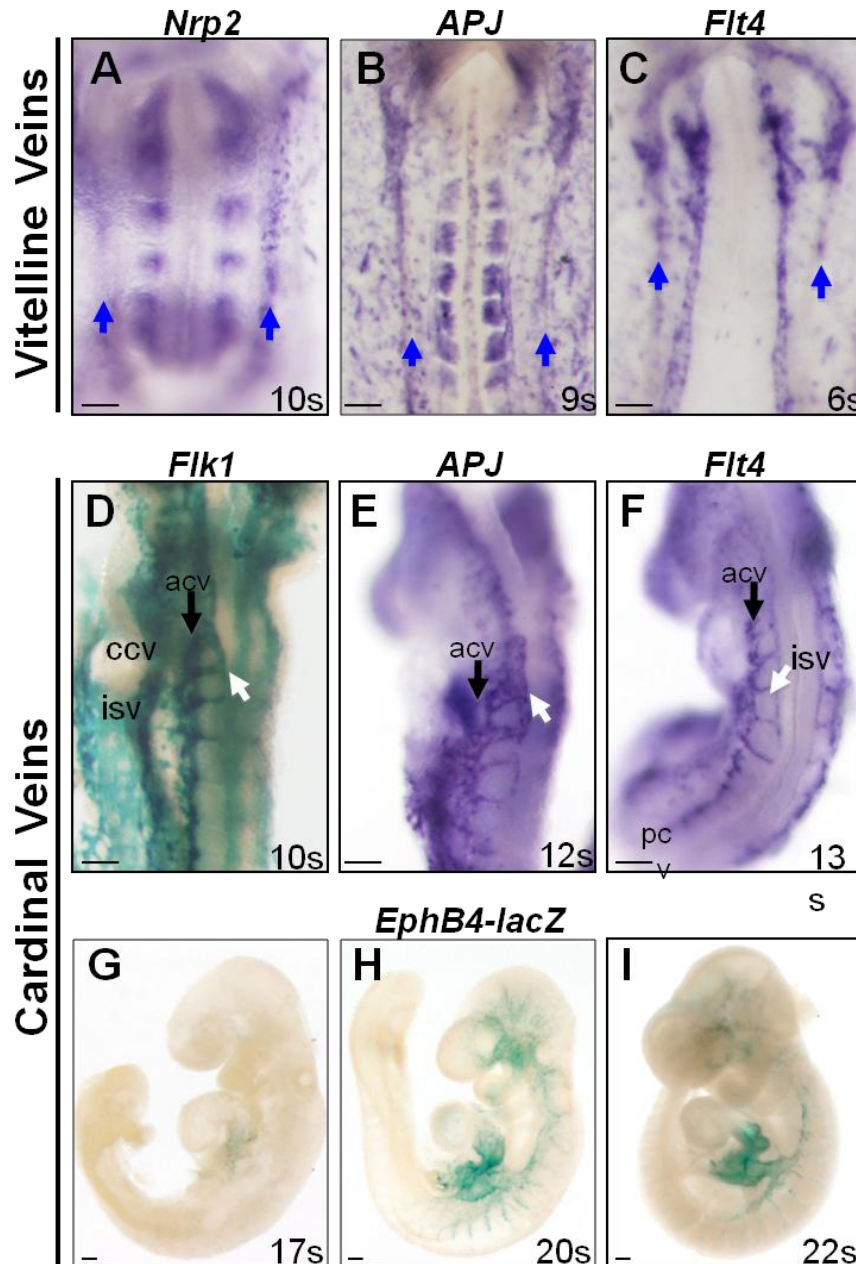 Nrp2 APJ Flt4
Vitelline Veins
A B C
10s 9s 6s
Flk1 APJ Flt4
Cardinal Veins
D E F
acv
ccv
isv
acv
acv
isv
pc
v
10s 12s 13
s
EphB4-lacZ
G H I
17s 20s 22s